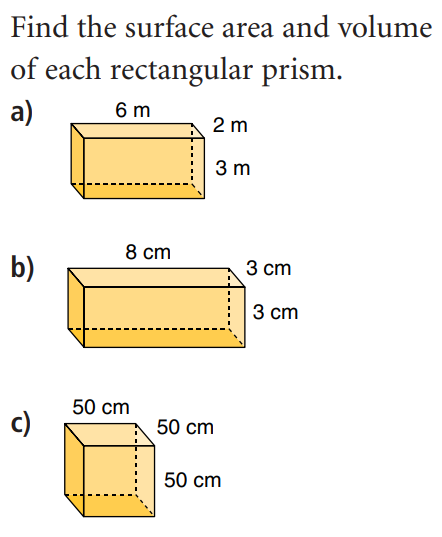 Find the surface area and volume
of each rectangular prism.
a)
6 m
2 m
3 m
b)
8 cm
3 cm
3 cm
c)
50 cm
50 cm
50 cm